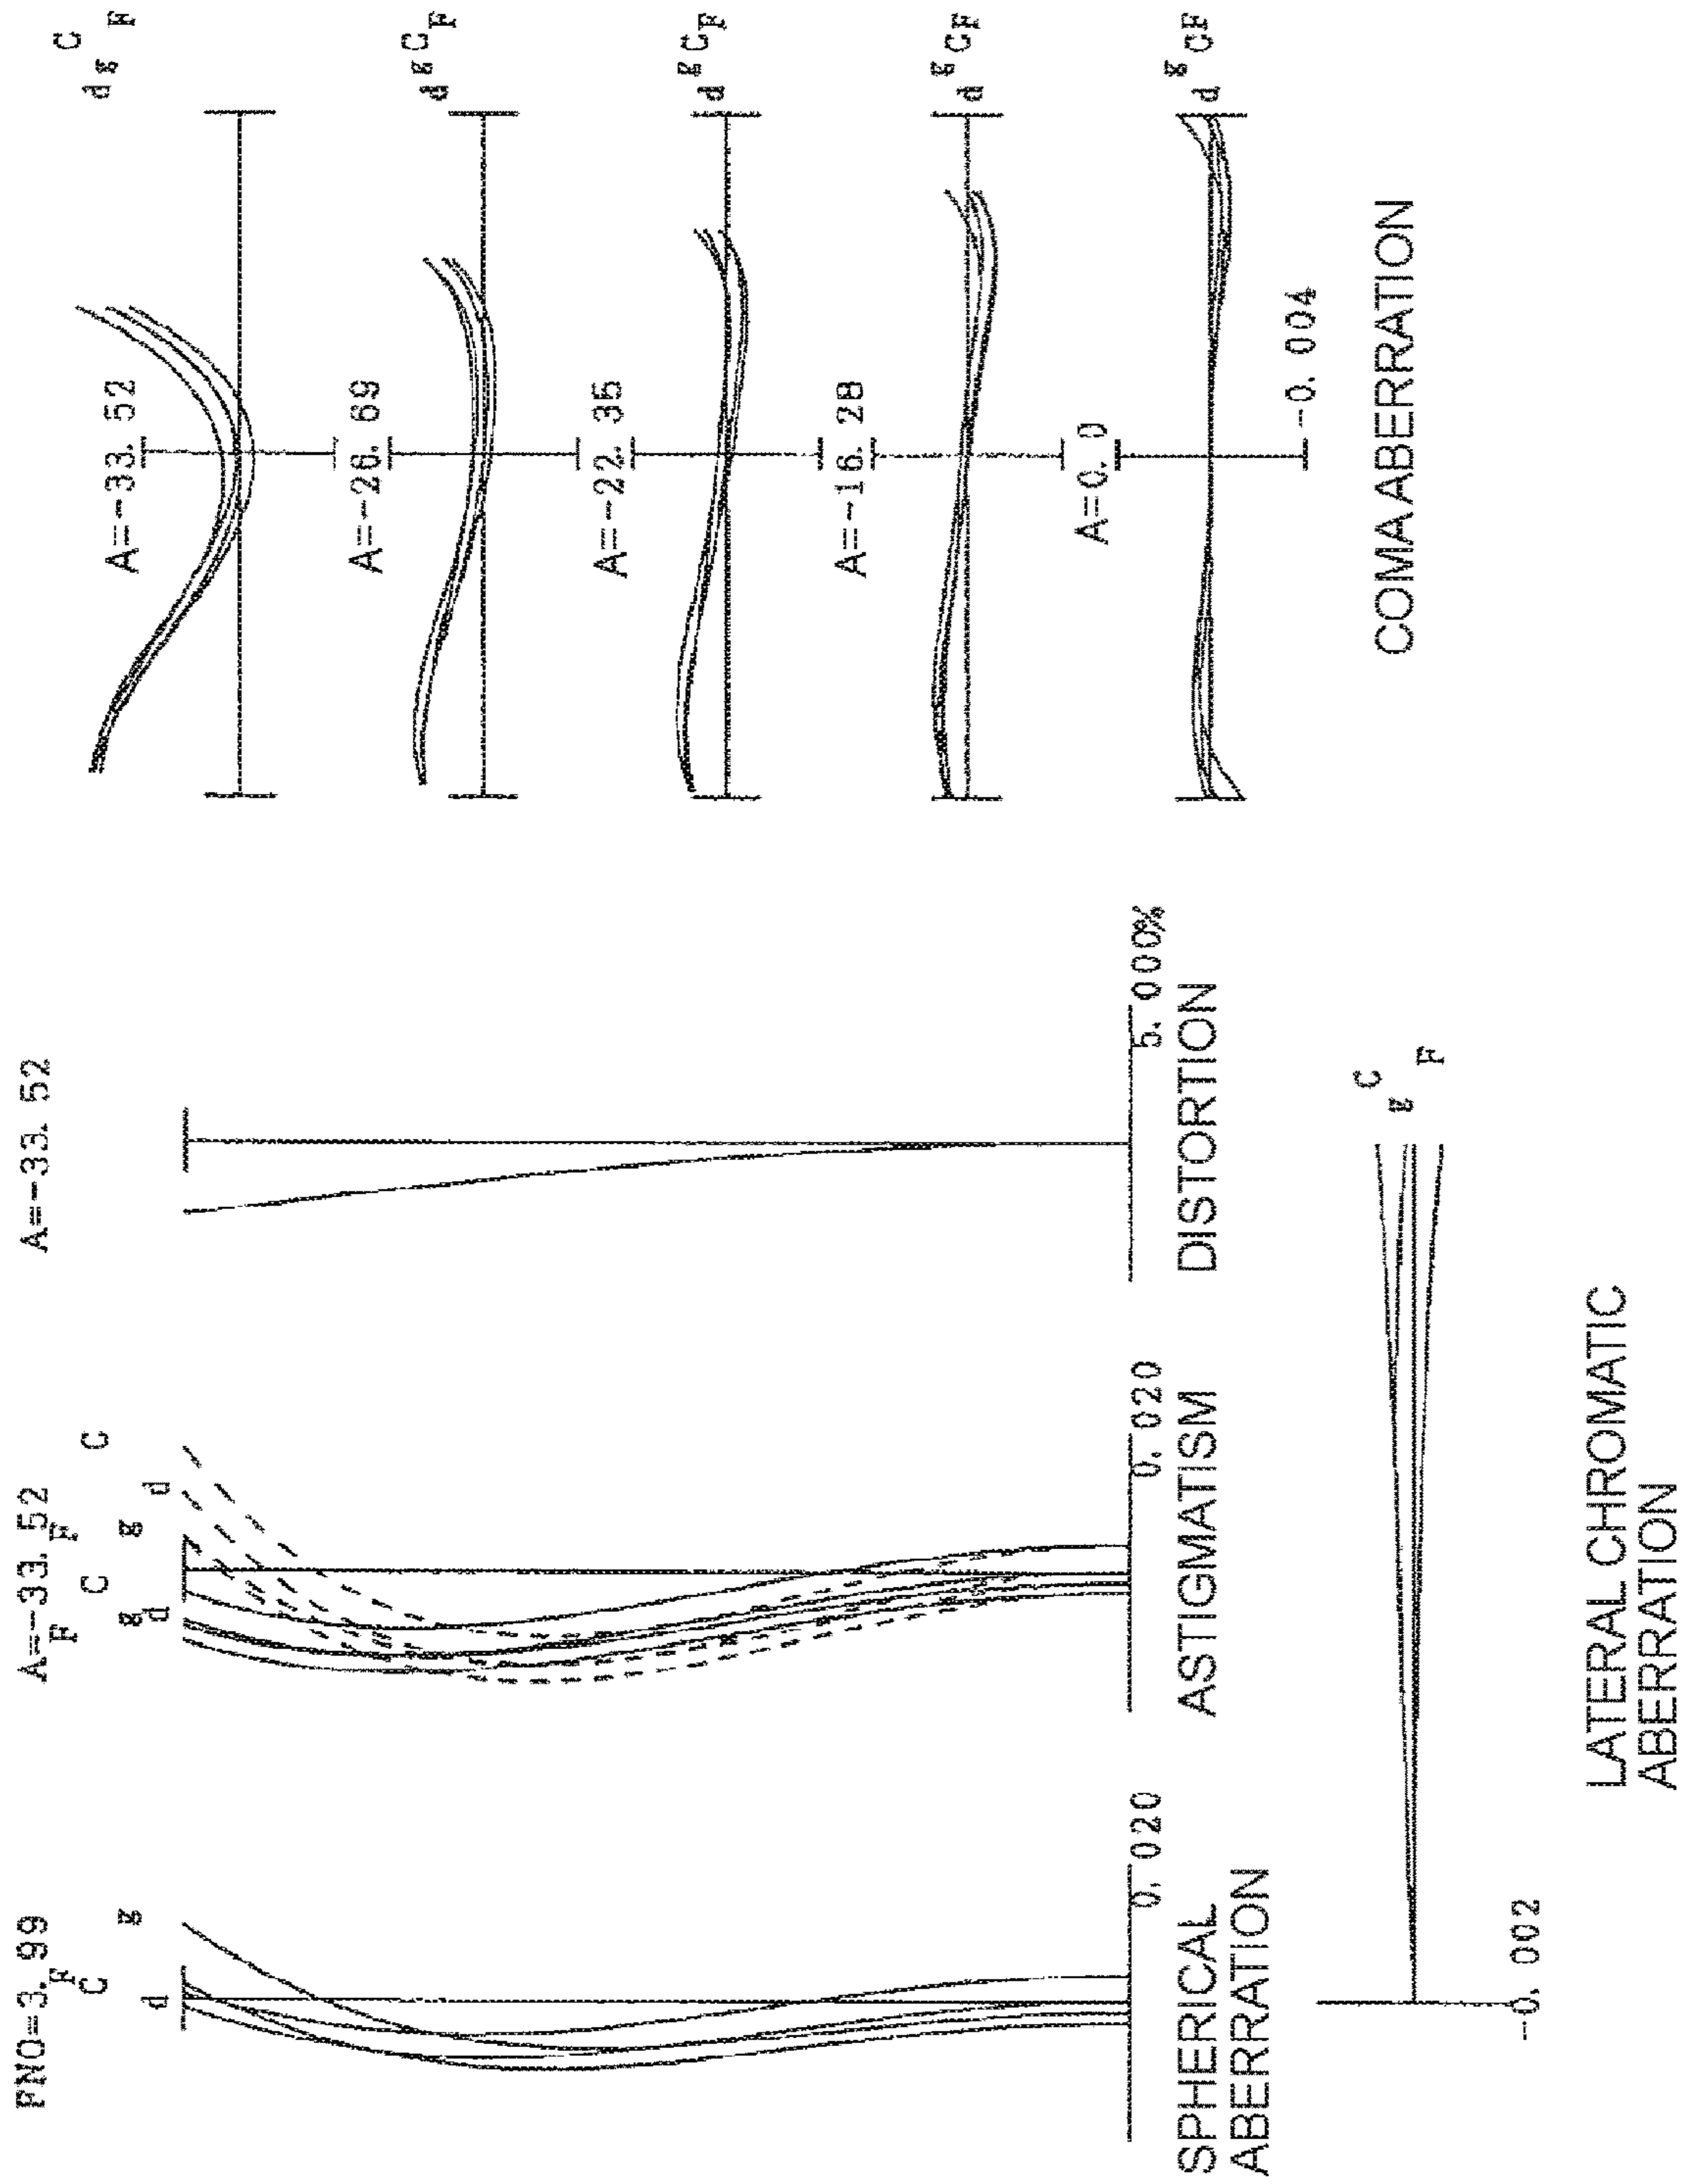 FNO=3.99
F
C
d
g
0.020
SPHERICAL
ABERRATION
A=-33.52
F
g
d
C
F
g
d
C
0.020
ASTIGMATISM
A=-33.52
5.000%
DISTORTION
C
g
F
-0.002
LATERAL CHROMATIC
ABERRATION
A=-33.52
d
g
C
F
A=-26.69
d
g
C
F
A=-22.35
d
g
C
F
A=-16.28
d
g
C
F
A=0.0
d
g
C
F
-0.004
COMA ABERRATION